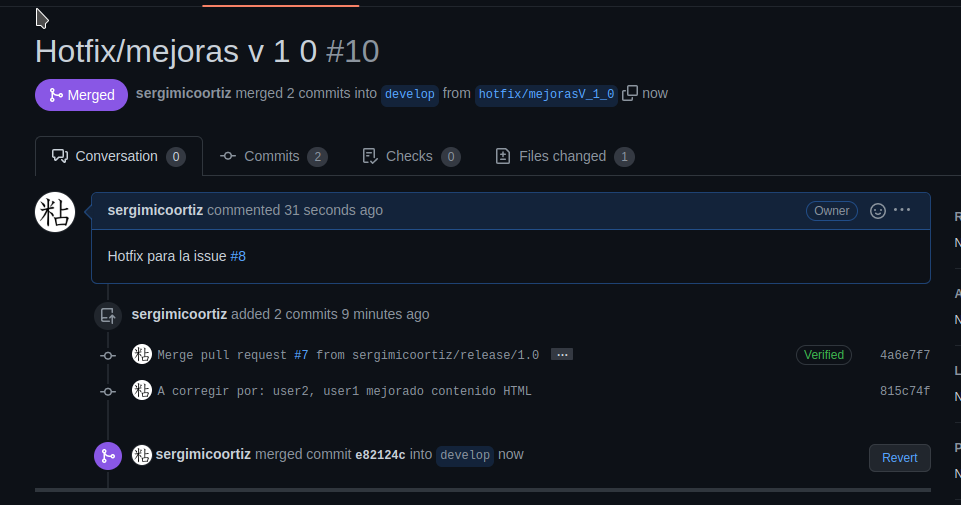 Hotfix/mejoras v 1 0 #10
Merged sergimicoortiz merged 2 commits into develop from hotfix/mejorasV_1_0 now
Conversation 0 Commits 2 Checks 0 Files changed 1
粘 sergimicoortiz commented 31 seconds ago Owner
Hotfix para la issue #8
sergimicoortiz added 2 commits 9 minutes ago
粘 Merge pull request #7 from sergimicoortiz/release/1.0 ... Verified 4a6e7f7
粘 A corregir por: user2, user1 mejorado contenido HTML 815c74f
粘 sergimicoortiz merged commit e82124c into develop now Revert